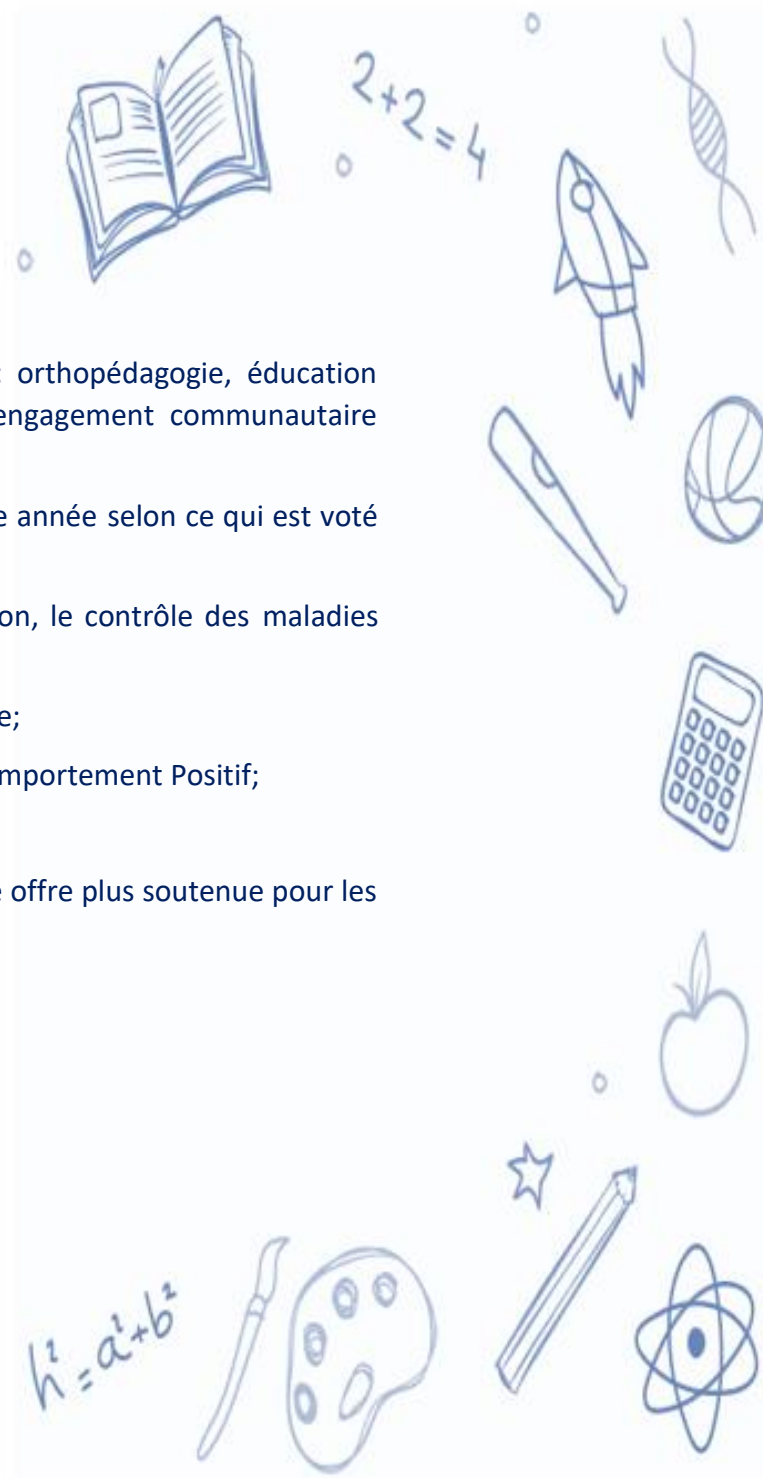 2+2=4
: orthopédagogie, éducation
engagement communautaire
e année selon ce qui est voté
on, le contrôle des maladies
e;
mportement Positif;
e offre plus soutenue pour les
h²=a²+b²